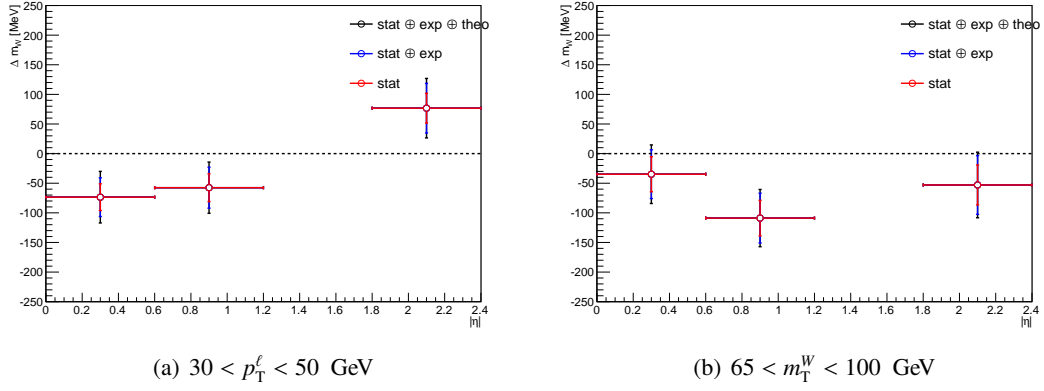 Δ m_W [MeV]
250
200
150
100
50
0
-50
-100
-150
-200
-250
0 0.2 0.4 0.6 0.8 1 1.2 1.4 1.6 1.8 2 2.2 2.4
|η|
stat ⊕ exp ⊕ theo
stat ⊕ exp
stat
(a) 30 < p_T^ℓ < 50 GeV
Δ m_W [MeV]
250
200
150
100
50
0
-50
-100
-150
-200
-250
0 0.2 0.4 0.6 0.8 1 1.2 1.4 1.6 1.8 2 2.2 2.4
|η|
stat ⊕ exp ⊕ theo
stat ⊕ exp
stat
(b) 65 < m_T^W < 100 GeV